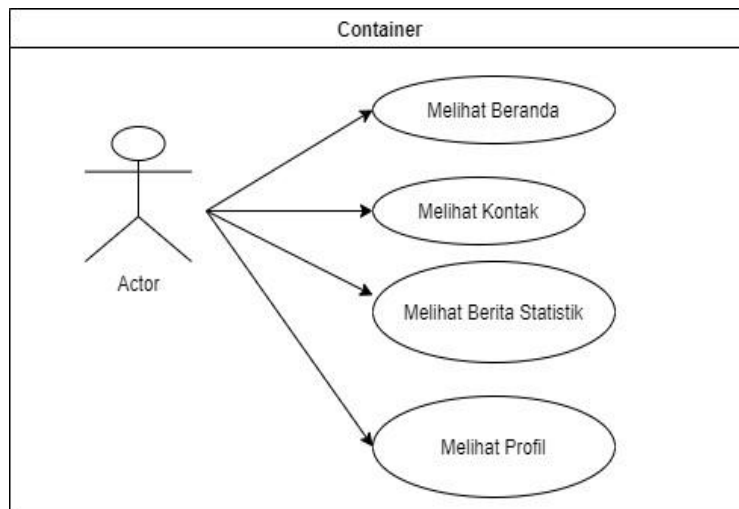 Container
Melihat Beranda
Melihat Kontak
Actor
Melihat Berita Statistik
Melihat Profil